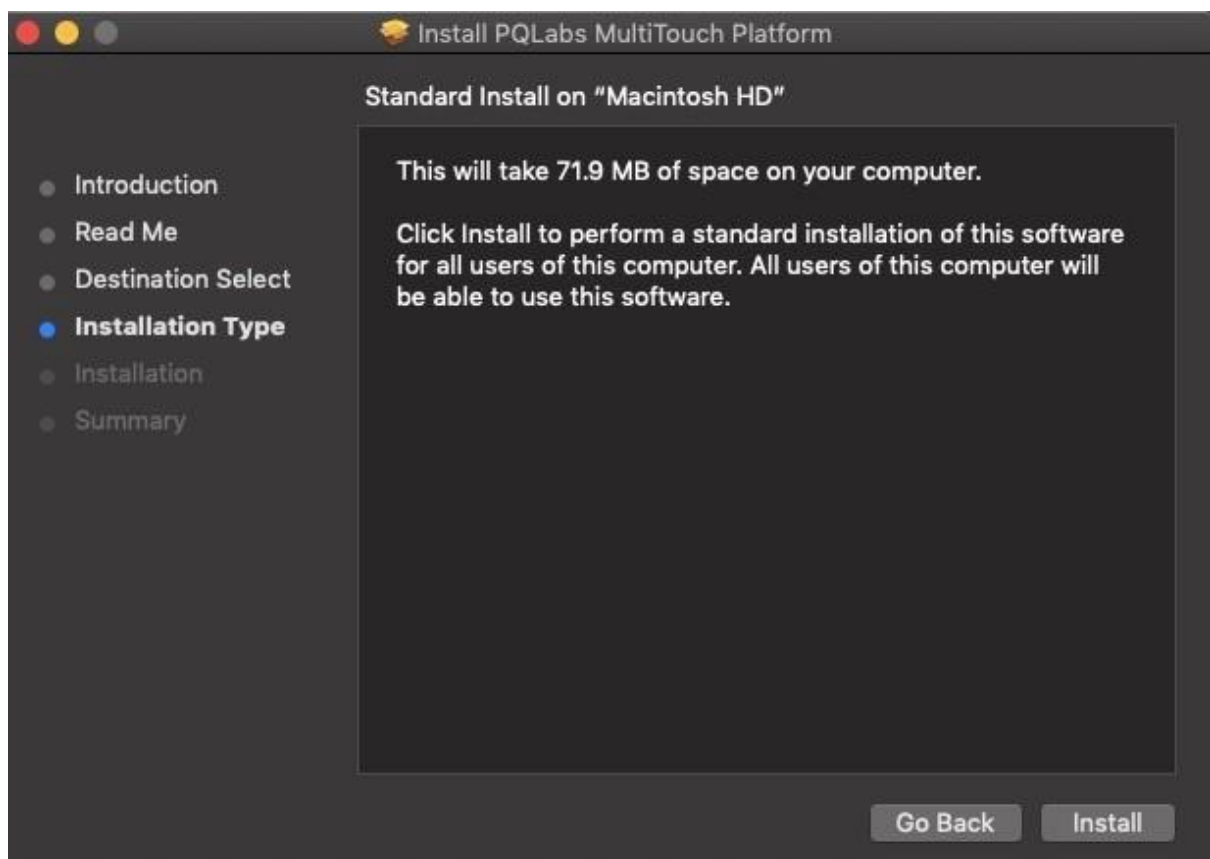 Install PQLabs MultiTouch Platform
Standard Install on “Macintosh HD”
Introduction
Read Me
Destination Select
Installation Type
Installation
Summary
This will take 71.9 MB of space on your computer.
Click Install to perform a standard installation of this software
for all users of this computer. All users of this computer will
be able to use this software.
Go Back
Install